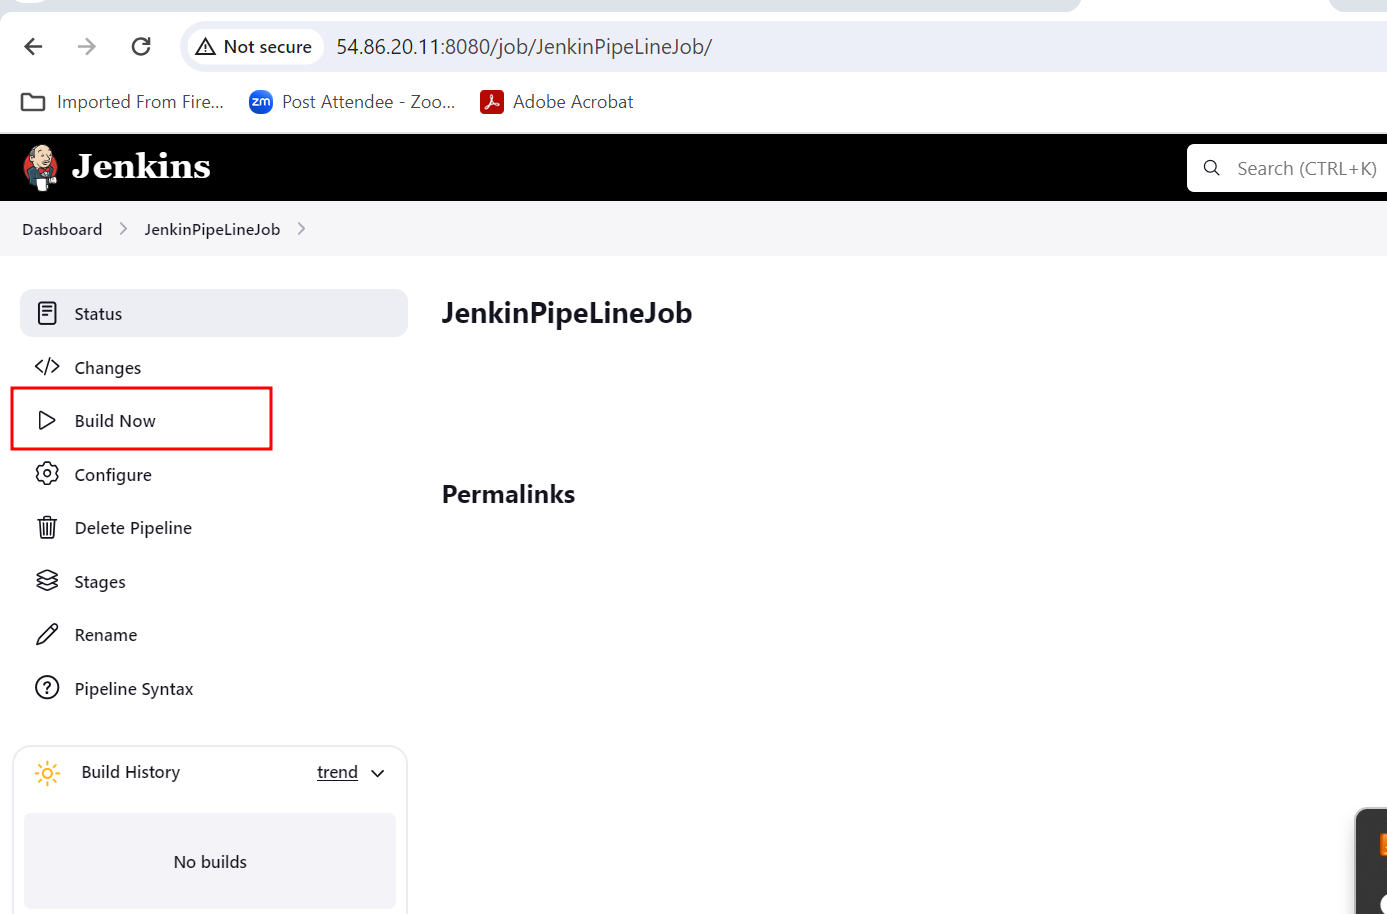 Not secure 54.86.20.11:8080/job/JenkinPipeLineJob/
Imported From Fire... zm Post Attendee - Zoo... Adobe Acrobat
Jenkins Search (CTRL+K)
Dashboard JenkinPipeLineJob
Status
JenkinPipeLineJob
Changes
Build Now
Configure
Permalinks
Delete Pipeline
Stages
Rename
Pipeline Syntax
Build History trend
No builds